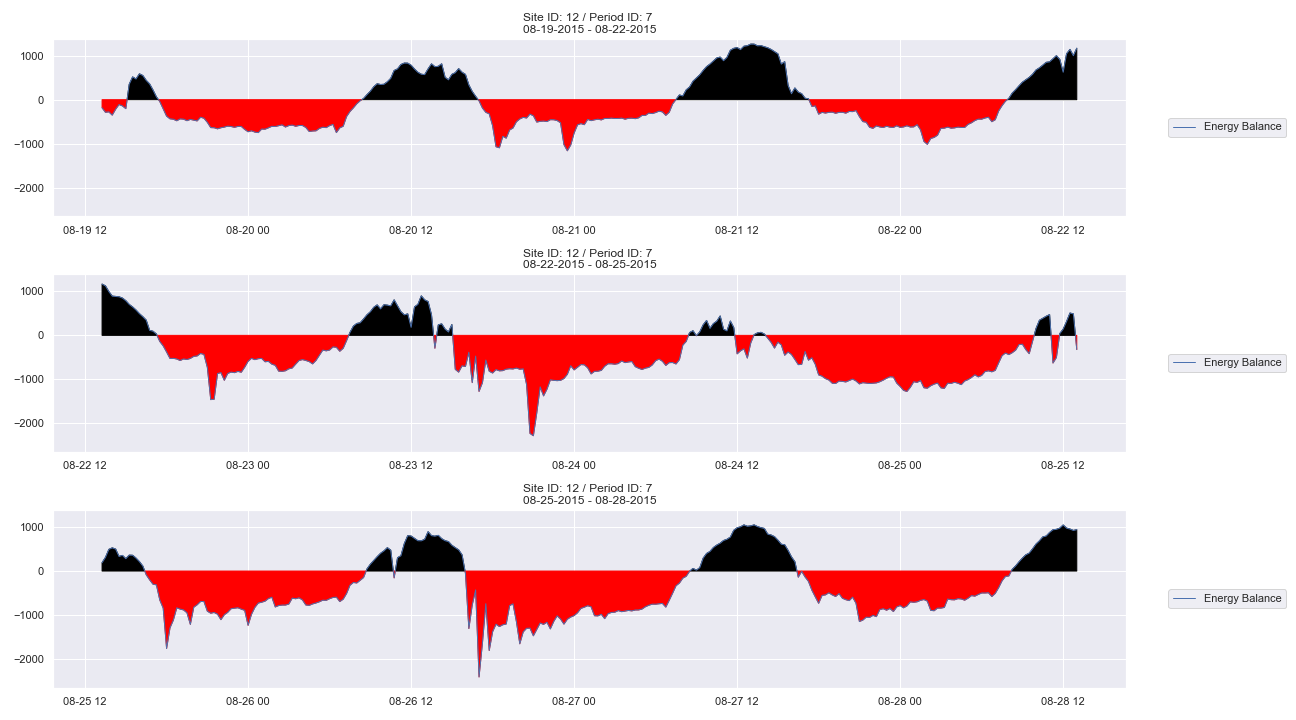 Site ID: 12 / Period ID: 7
08-19-2015 - 08-22-2015
1000
0
−1000
−2000
08-19 12 08-20 00 08-20 12 08-21 00 08-21 12 08-22 00 08-22 12
Energy Balance
Site ID: 12 / Period ID: 7
08-22-2015 - 08-25-2015
1000
0
−1000
−2000
08-22 12 08-23 00 08-23 12 08-24 00 08-24 12 08-25 00 08-25 12
Energy Balance
Site ID: 12 / Period ID: 7
08-25-2015 - 08-28-2015
1000
0
−1000
−2000
08-25 12 08-26 00 08-26 12 08-27 00 08-27 12 08-28 00 08-28 12
Energy Balance